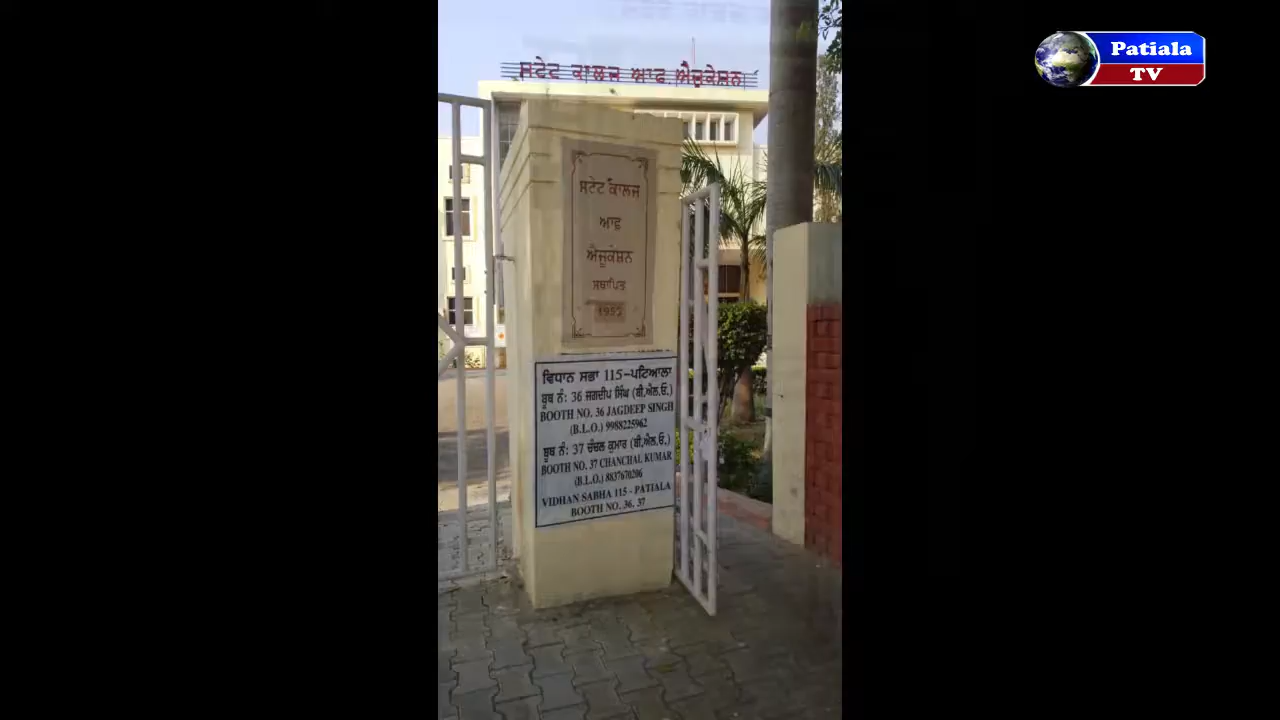 Patiala
TV
ਸਟੇਟ ਕਾਲਜ ਆਫ ਐਜੂਕੇਸ਼ਨ
ਸਟੇਟ ਕਾਲਜ
ਆਫ਼
ਐਜੂਕੇਸ਼ਨ
ਸਥਾਪਿਤ
ਵਿਧਾਨ ਸਭਾ 115-ਪਟਿਆਲਾ
ਬੂਥ ਨੰ: 36 ਜਗਦੀਪ ਸਿੰਘ (ਬੀ.ਐਲ.ਓ.)
BOOTH NO. 36 JAGDEEP SINGH
(B.L.O.) 9988225962
ਬੂਥ ਨੰ: 37 ਚੰਚਲ ਕੁਮਾਰ (ਬੀ.ਐਲ.ਓ.)
BOOTH NO. 37 CHANCHAL KUMAR
(B.L.O.) 8837670206
VIDHAN SABHA 115 - PATIALA
BOOTH NO. 36, 37